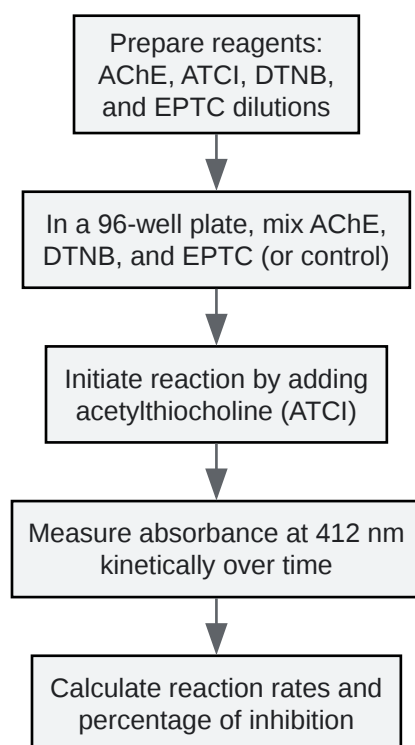 Prepare reagents:
AChE, ATCI, DTNB,
and EPTC dilutions
In a 96-well plate, mix AChE,
DTNB, and EPTC (or control)
Initiate reaction by adding
acetylthiocholine (ATCI)
Measure absorbance at 412 nm
kinetically over time
Calculate reaction rates and
percentage of inhibition